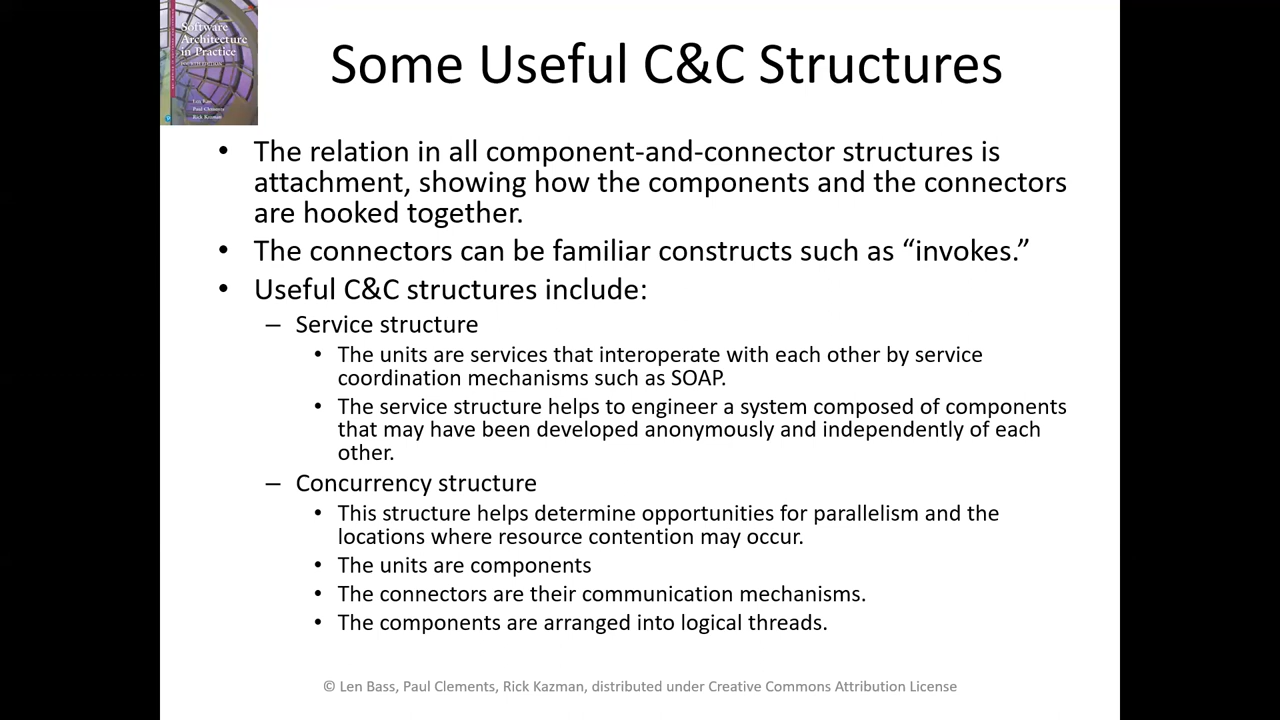 Software
Architecture
in Practice
FOURTH EDITION
Len Bass
Paul Clements
Rick Kazman
Some Useful C&C Structures
• The relation in all component-and-connector structures is
attachment, showing how the components and the connectors
are hooked together.
• The connectors can be familiar constructs such as “invokes.”
• Useful C&C structures include:
– Service structure
• The units are services that interoperate with each other by service
coordination mechanisms such as SOAP.
• The service structure helps to engineer a system composed of components
that may have been developed anonymously and independently of each
other.
– Concurrency structure
• This structure helps determine opportunities for parallelism and the
locations where resource contention may occur.
• The units are components
• The connectors are their communication mechanisms.
• The components are arranged into logical threads.
© Len Bass, Paul Clements, Rick Kazman, distributed under Creative Commons Attribution License